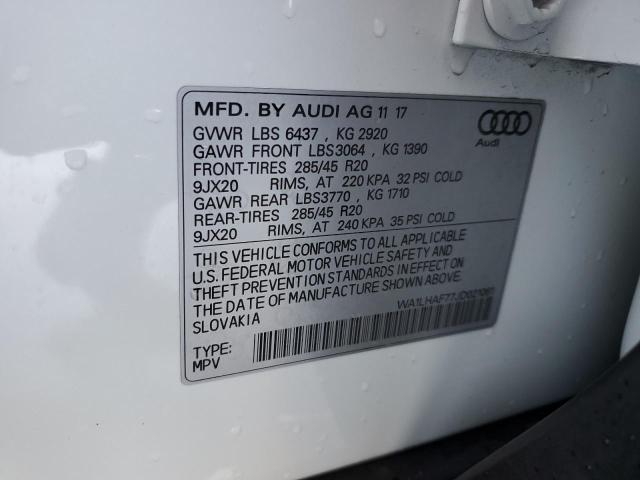 MFD. BY AUDI AG 11 17
GVWR LBS 6437 , KG 2920
GAWR FRONT LBS3064 , KG 1390
FRONT-TIRES 285/45 R20
9JX20 RIMS, AT 220 KPA 32 PSI COLD
GAWR REAR LBS3770 , KG 1710
REAR-TIRES 285/45 R20
9JX20 RIMS, AT 240 KPA 35 PSI COLD
Audi
THIS VEHICLE CONFORMS TO ALL APPLICABLE
U.S. FEDERAL MOTOR VEHICLE SAFETY AND
THEFT PREVENTION STANDARDS IN EFFECT ON
THE DATE OF MANUFACTURE SHOWN ABOVE.
SLOVAKIA
TYPE:
MPV